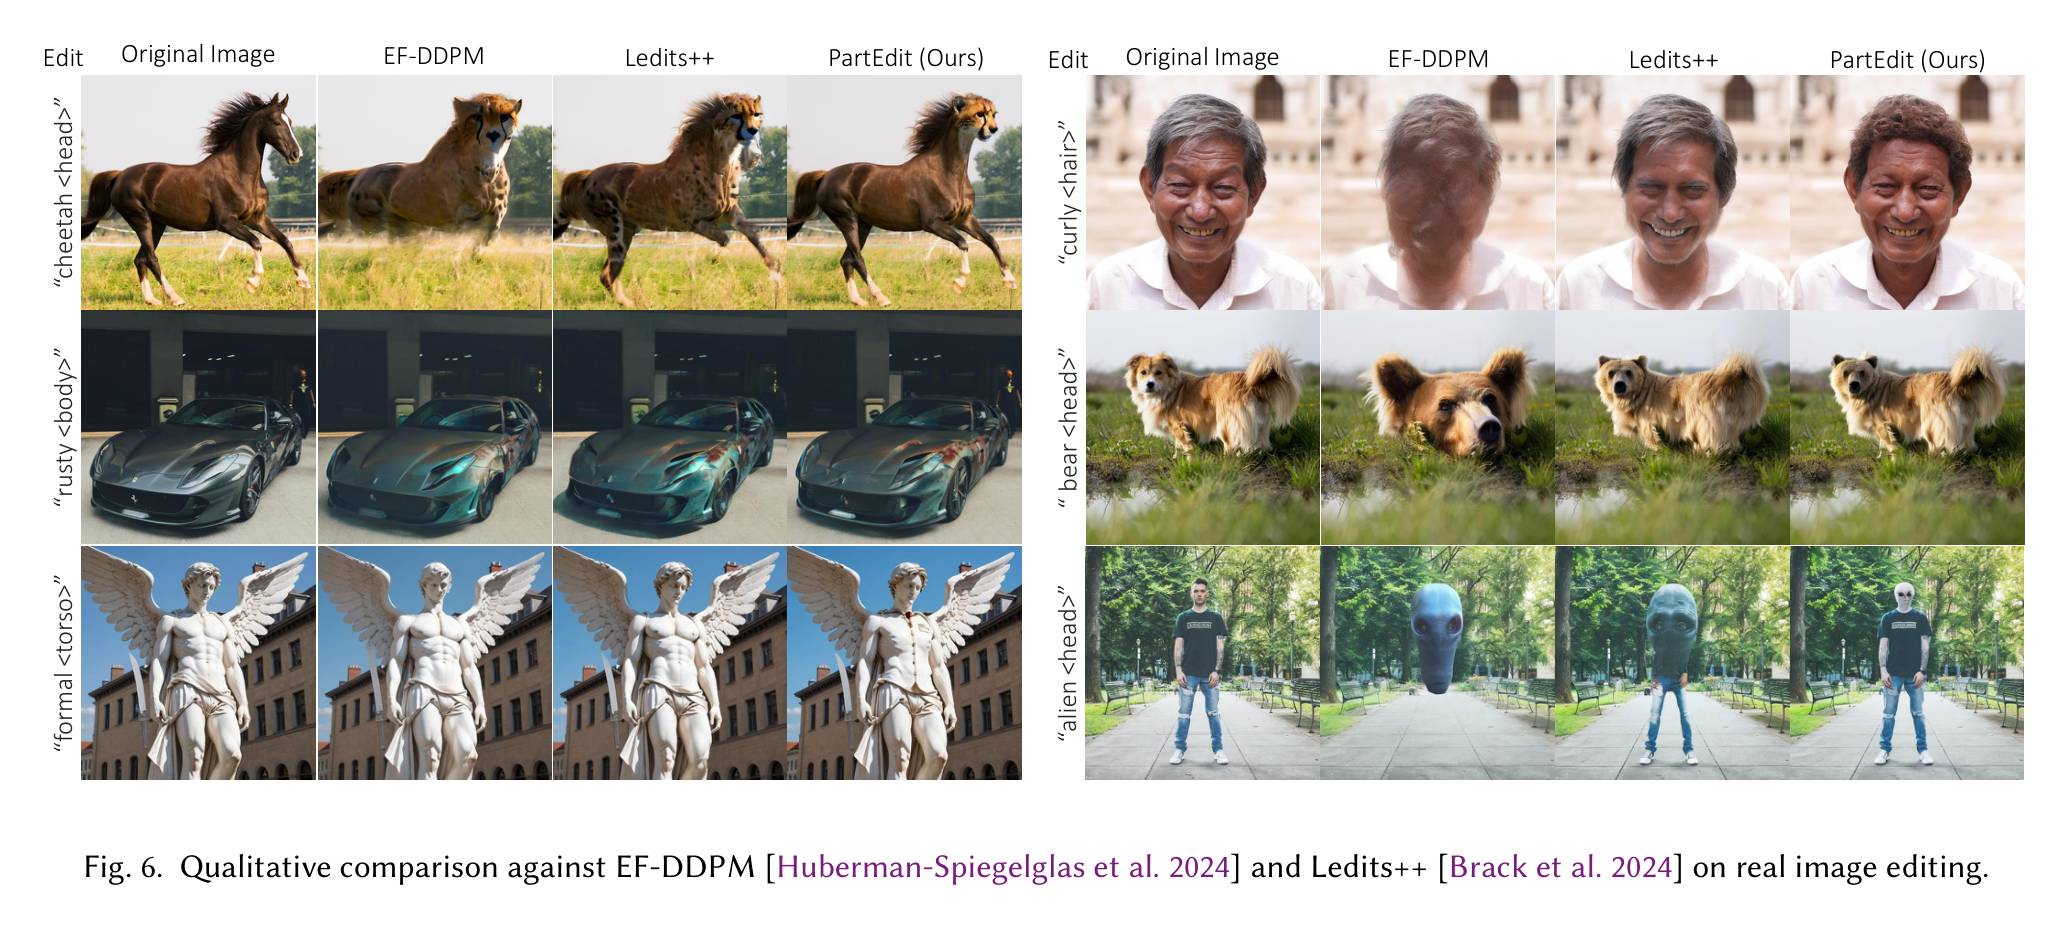 Edit Original Image EF-DDPM Ledits++ PartEdit (Ours)
“cheetah <head>”
“rusty <body>”
“formal <torso>”
Edit Original Image EF-DDPM Ledits++ PartEdit (Ours)
“curly <hair>”
“ bear <head>”
“alien <head>”
Fig. 6. Qualitative comparison against EF-DDPM [Huberman-Spiegelglas et al. 2024] and Ledits++ [Brack et al. 2024] on real image editing.